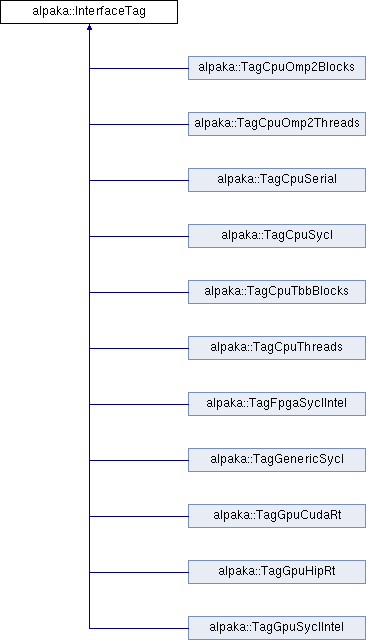 alpaka::InterfaceTag
alpaka::TagCpuOmp2Blocks
alpaka::TagCpuOmp2Threads
alpaka::TagCpuSerial
alpaka::TagCpuSycl
alpaka::TagCpuTbbBlocks
alpaka::TagCpuThreads
alpaka::TagFpgaSyclIntel
alpaka::TagGenericSycl
alpaka::TagGpuCudaRt
alpaka::TagGpuHipRt
alpaka::TagGpuSyclIntel